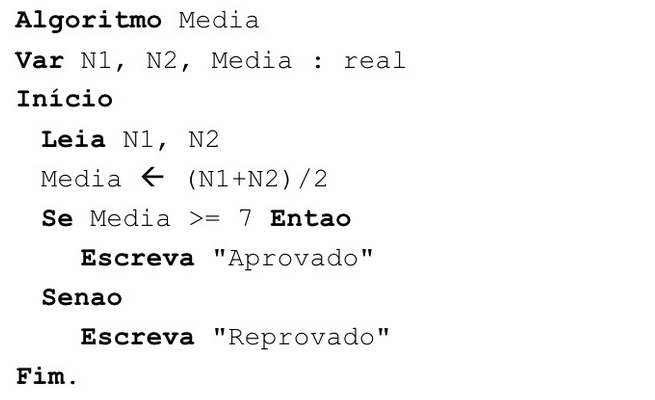 Algoritmo Media
Var N1, N2, Media : real
Início
Leia N1, N2
Media ← (N1+N2)/2
Se Media >= 7 Entao
Escreva "Aprovado"
Senao
Escreva "Reprovado"
Fim.